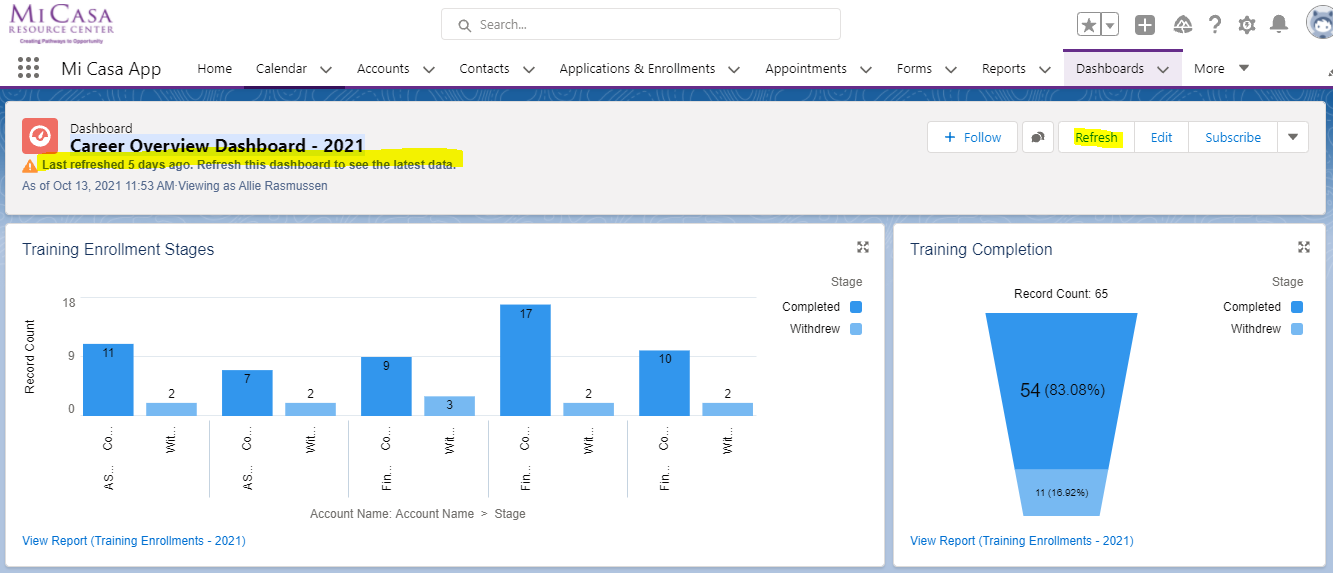 MI CASA
RESOURCE CENTER
Creating Pathways to Opportunity
Search...
Mi Casa App
Home
Calendar
Accounts
Contacts
Applications & Enrollments
Appointments
Forms
Reports
Dashboards
More
Dashboard
Career Overview Dashboard - 2021
Last refreshed 5 days ago. Refresh this dashboard to see the latest data.
As of Oct 13, 2021 11:53 AM·Viewing as Allie Rasmussen
+ Follow
Refresh
Edit
Subscribe
Training Enrollment Stages
Stage
Completed
Withdrew
Record Count
18
9
0
11
2
7
2
9
3
17
2
10
2
Co...
Wit...
Co...
Wit...
Co...
Wit...
Co...
Wit...
Co...
Wit...
AS...
AS...
Fin...
Fin...
Fin...
Account Name: Account Name > Stage
View Report (Training Enrollments - 2021)
Training Completion
Stage
Completed
Withdrew
Record Count: 65
54 (83.08%)
11 (16.92%)
View Report (Training Enrollments - 2021)